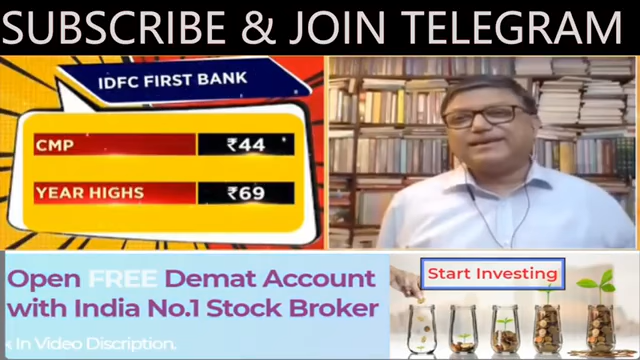 SUBSCRIBE & JOIN TELEGRAM
IDFC FIRST BANK
CMP ₹44
YEAR HIGHS ₹69
Open FREE Demat Account
with India No.1 Stock Broker
In Video Discription.
Start Investing